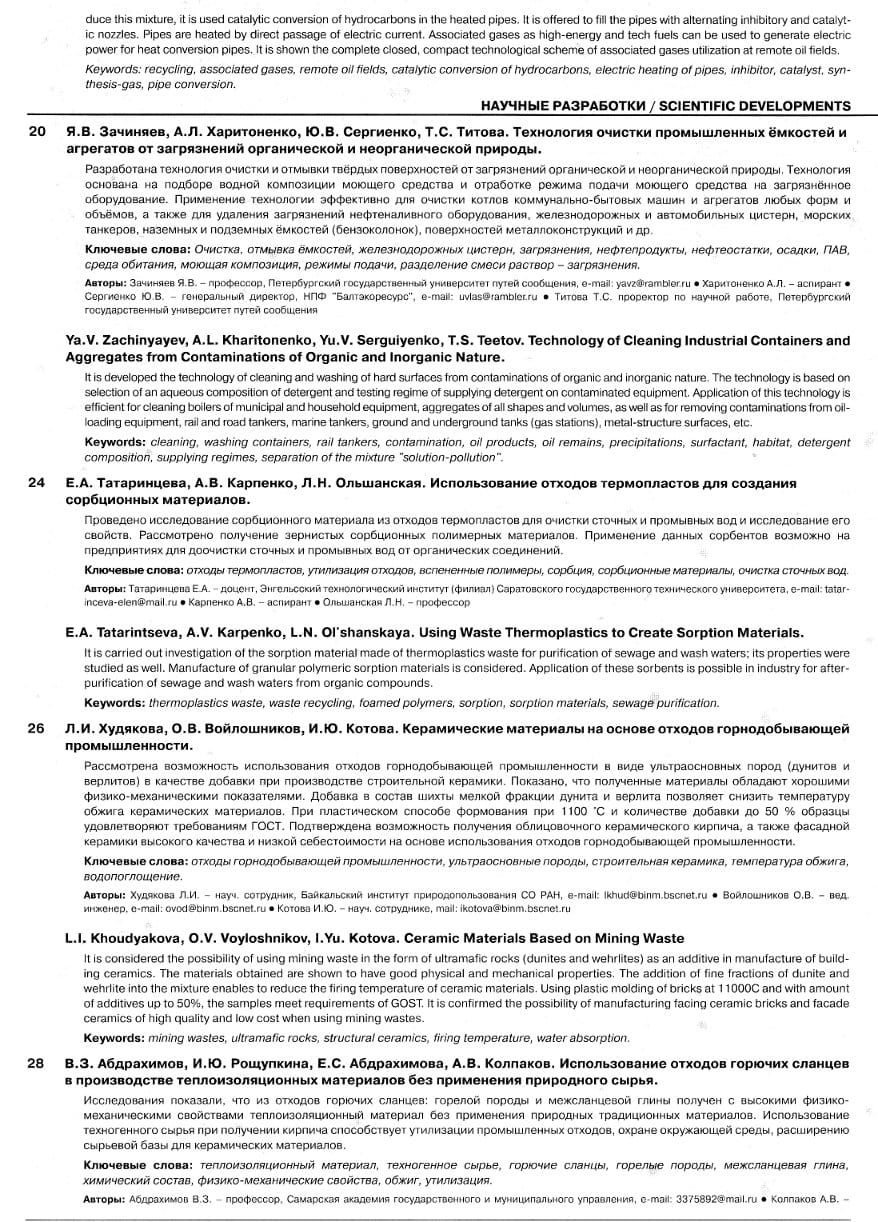 duce this mixture, it is used catalytic conversion of hydrocarbons in the heated pipes. It is offered to fill the pipes with alternating inhibitory and catalyt-
ic nozzles. Pipes are heated by direct passage of electric current. Associated gases as high-energy and tech fuels can be used to generate electric
power for heat conversion pipes. It is shown the complete closed, compact technological scheme of associated gases utilization at remote oil fields.
Keywords: recycling, associated gases, remote oil fields, catalytic conversion of hydrocarbons, electric heating of pipes, inhibitor, catalyst, syn-
thesis-gas, pipe conversion.
НАУЧНЫЕ РАЗРАБОТКИ / SCIENTIFIC DEVELOPMENTS
20 Я.В. Зачиняев, А.Л. Харитоненко, Ю.В. Сергиенко, Т.С. Титова. Технология очистки промышленных ёмкостей и
агрегатов от загрязнений органической и неорганической природы.
Разработана технология очистки и отмывки твёрдых поверхностей от загрязнений органической и неорганической природы. Технология
основана на подборе водной композиции моющего средства и отработке режима подачи моющего средства на загрязнённое
оборудование. Применение технологии эффективно для очистки котлов коммунально-бытовых машин и агрегатов любых форм и
объёмов, а также для удаления загрязнений нефтеналивного оборудования, железнодорожных и автомобильных цистерн, морских
танкеров, наземных и подземных ёмкостей (бензоколонок), поверхностей металлоконструкций и др.
Ключевые слова: Очистка, отмывка ёмкостей, железнодорожных цистерн, загрязнения, нефтепродукты, нефтеостатки, осадки, ПАВ,
среда обитания, моющая композиция, режимы подачи, разделение смеси раствор – загрязнения.
Авторы: Зачиняев Я.В. – профессор, Петербургский государственный университет путей сообщения, e-mail: yavz@rambler.ru ● Харитоненко А.Л. – аспирант ●
Сергиенко Ю.В. – генеральный директор, НПФ "Балтэкоресурс", e-mail: uvlas@rambler.ru ● Титова Т.С. проректор по научной работе, Петербургский
государственный университет путей сообщения
Ya.V. Zachinyayev, A.L. Kharitonenko, Yu.V. Serguiyenko, T.S. Teetov. Technology of Cleaning Industrial Containers and
Aggregates from Contaminations of Organic and Inorganic Nature.
It is developed the technology of cleaning and washing of hard surfaces from contaminations of organic and inorganic nature. The technology is based on
selection of an aqueous composition of detergent and testing regime of supplying detergent on contaminated equipment. Application of this technology is
efficient for cleaning boilers of municipal and household equipment, aggregates of all shapes and volumes, as well as for removing contaminations from oil-
loading equipment, rail and road tankers, marine tankers, ground and underground tanks (gas stations), metal-structure surfaces, etc.
Keywords: cleaning, washing containers, rail tankers, contamination, oil products, oil remains, precipitations, surfactant, habitat, detergent
composition, supplying regimes, separation of the mixture "solution-pollution".
24 Е.А. Татаринцева, А.В. Карпенко, Л.Н. Ольшанская. Использование отходов термопластов для создания
сорбционных материалов.
Проведено исследование сорбционного материала из отходов термопластов для очистки сточных и промывных вод и исследование его
свойств. Рассмотрено получение зернистых сорбционных полимерных материалов. Применение данных сорбентов возможно на
предприятиях для доочистки сточных и промывных вод от органических соединений.
Ключевые слова: отходы термопластов, утилизация отходов, вспененные полимеры, сорбция, сорбционные материалы, очистка сточных вод.
Авторы: Татаринцева Е.А. – доцент, Энгельсский технологический институт (филиал) Саратовского государственного технического университета, e-mail: tatar-
inceva-elen@mail.ru ● Карпенко А.В. – аспирант ● Ольшанская Л.Н. – профессор
E.A. Tatarintseva, A.V. Karpenko, L.N. Ol'shanskaya. Using Waste Thermoplastics to Create Sorption Materials.
It is carried out investigation of the sorption material made of thermoplastics waste for purification of sewage and wash waters; its properties were
studied as well. Manufacture of granular polymeric sorption materials is considered. Application of these sorbents is possible in industry for after-
purification of sewage and wash waters from organic compounds.
Keywords: thermoplastics waste, waste recycling, foamed polymers, sorption, sorption materials, sewage purification.
26 Л.И. Худякова, О.В. Войлошников, И.Ю. Котова. Керамические материалы на основе отходов горнодобывающей
промышленности.
Рассмотрена возможность использования отходов горнодобывающей промышленности в виде ультраосновных пород (дунитов и
верлитов) в качестве добавки при производстве строительной керамики. Показано, что полученные материалы обладают хорошими
физико-механическими показателями. Добавка в состав шихты мелкой фракции дунита и верлита позволяет снизить температуру
обжига керамических материалов. При пластическом способе формования при 1100 °С и количестве добавки до 50 % образцы
удовлетворяют требованиям ГОСТ. Подтверждена возможность получения облицовочного керамического кирпича, а также фасадной
керамики высокого качества и низкой себестоимости на основе использования отходов горнодобывающей промышленности.
Ключевые слова: отходы горнодобывающей промышленности, ультраосновные породы, строительная керамика, температура обжига,
водопоглощение.
Авторы: Худякова Л.И. – науч. сотрудник, Байкальский институт природопользования СО РАН, e-mail: lkhud@binm.bscnet.ru ● Войлошников О.В. – вед.
инженер, e-mail: ovod@binm.bscnet.ru ● Котова И.Ю. – науч. сотруднике, mail: ikotova@binm.bscnet.ru
L.I. Khoudyakova, O.V. Voyloshnikov, I.Yu. Kotova. Ceramic Materials Based on Mining Waste
It is considered the possibility of using mining waste in the form of ultramafic rocks (dunites and wehrlites) as an additive in manufacture of build-
ing ceramics. The materials obtained are shown to have good physical and mechanical properties. The addition of fine fractions of dunite and
wehrlite into the mixture enables to reduce the firing temperature of ceramic materials. Using plastic molding of bricks at 11000C and with amount
of additives up to 50%, the samples meet requirements of GOST. It is confirmed the possibility of manufacturing facing ceramic bricks and facade
ceramics of high quality and low cost when using mining wastes.
Keywords: mining wastes, ultramafic rocks, structural ceramics, firing temperature, water absorption.
28 В.З. Абдрахимов, И.Ю. Рощупкина, Е.С. Абдрахимова, А.В. Колпаков. Использование отходов горючих сланцев
в производстве теплоизоляционных материалов без применения природного сырья.
Исследования показали, что из отходов горючих сланцев: горелой породы и межсланцевой глины получен с высокими физико-
механическими свойствами теплоизоляционный материал без применения природных традиционных материалов. Использование
техногенного сырья при получении кирпича способствует утилизации промышленных отходов, охране окружающей среды, расширению
сырьевой базы для керамических материалов.
Ключевые слова: теплоизоляционный материал, техногенное сырье, горючие сланцы, горелые породы, межсланцевая глина,
химический состав, физико-механические свойства, обжиг, утилизация.
Авторы: Абдрахимов В.З. – профессор, Самарская академия государственного и муниципального управления, e-mail: 3375892@mail.ru ● Колпаков А.В. –